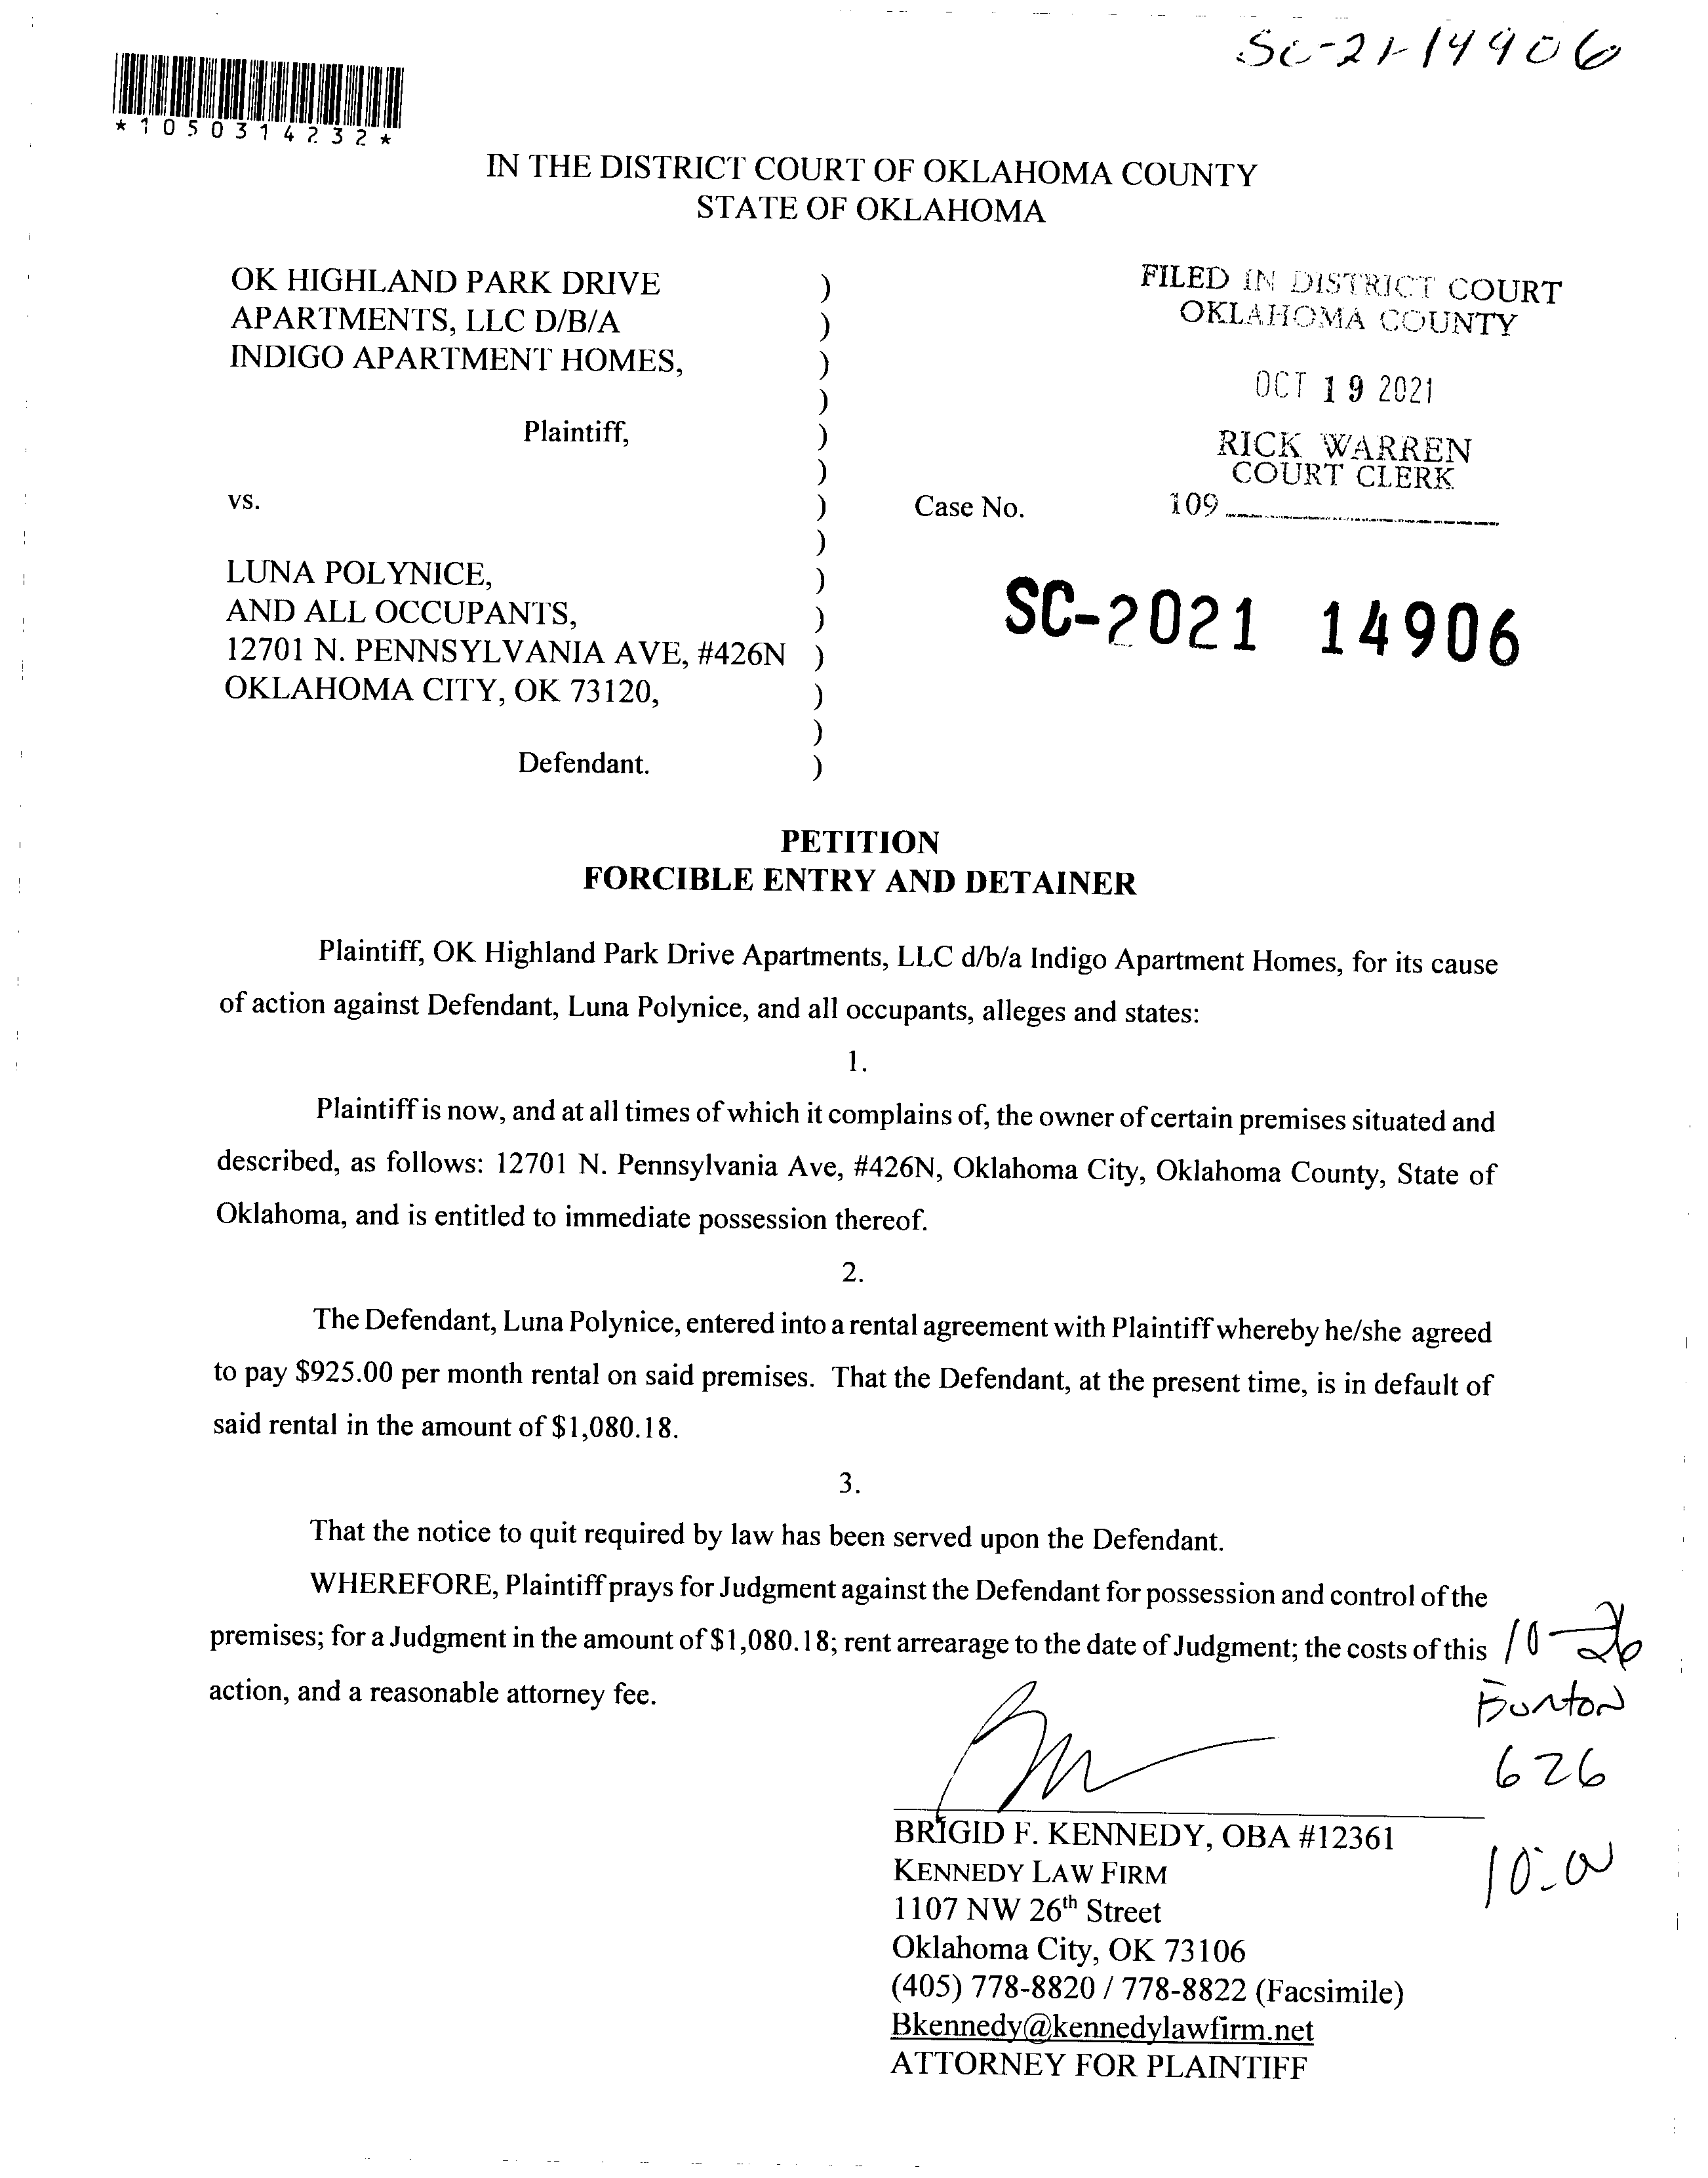 SC-21-14906
*1050314232*
IN THE DISTRICT COURT OF OKLAHOMA COUNTY
STATE OF OKLAHOMA
OK HIGHLAND PARK DRIVE )
APARTMENTS, LLC D/B/A )
INDIGO APARTMENT HOMES, )
)
Plaintiff, )
)
vs. )
)
LUNA POLYNICE, )
AND ALL OCCUPANTS, )
12701 N. PENNSYLVANIA AVE, #426N )
OKLAHOMA CITY, OK 73120, )
)
Defendant. )
FILED IN DISTRICT COURT
OKLAHOMA COUNTY
OCT 19 2021
RICK WARREN
COURT CLERK
109
Case No.
SC-2021 14906
PETITION
FORCIBLE ENTRY AND DETAINER
Plaintiff, OK Highland Park Drive Apartments, LLC d/b/a Indigo Apartment Homes, for its cause
of action against Defendant, Luna Polynice, and all occupants, alleges and states:
1.
Plaintiff is now, and at all times of which it complains of, the owner of certain premises situated and
described, as follows: 12701 N. Pennsylvania Ave, #426N, Oklahoma City, Oklahoma County, State of
Oklahoma, and is entitled to immediate possession thereof.
2.
The Defendant, Luna Polynice, entered into a rental agreement with Plaintiff whereby he/she agreed
to pay $925.00 per month rental on said premises. That the Defendant, at the present time, is in default of
said rental in the amount of $1,080.18.
3.
That the notice to quit required by law has been served upon the Defendant.
WHEREFORE, Plaintiff prays for Judgment against the Defendant for possession and control of the
premises; for a Judgment in the amount of $1,080.18; rent arrearage to the date of Judgment; the costs of this
action, and a reasonable attorney fee.
10-26
626
10:00
BRIGID F. KENNEDY, OBA #12361
KENNEDY LAW FIRM
1107 NW 26th Street
Oklahoma City, OK 73106
(405) 778-8820 / 778-8822 (Facsimile)
Bkennedy@kennedylawfirm.net
ATTORNEY FOR PLAINTIFF